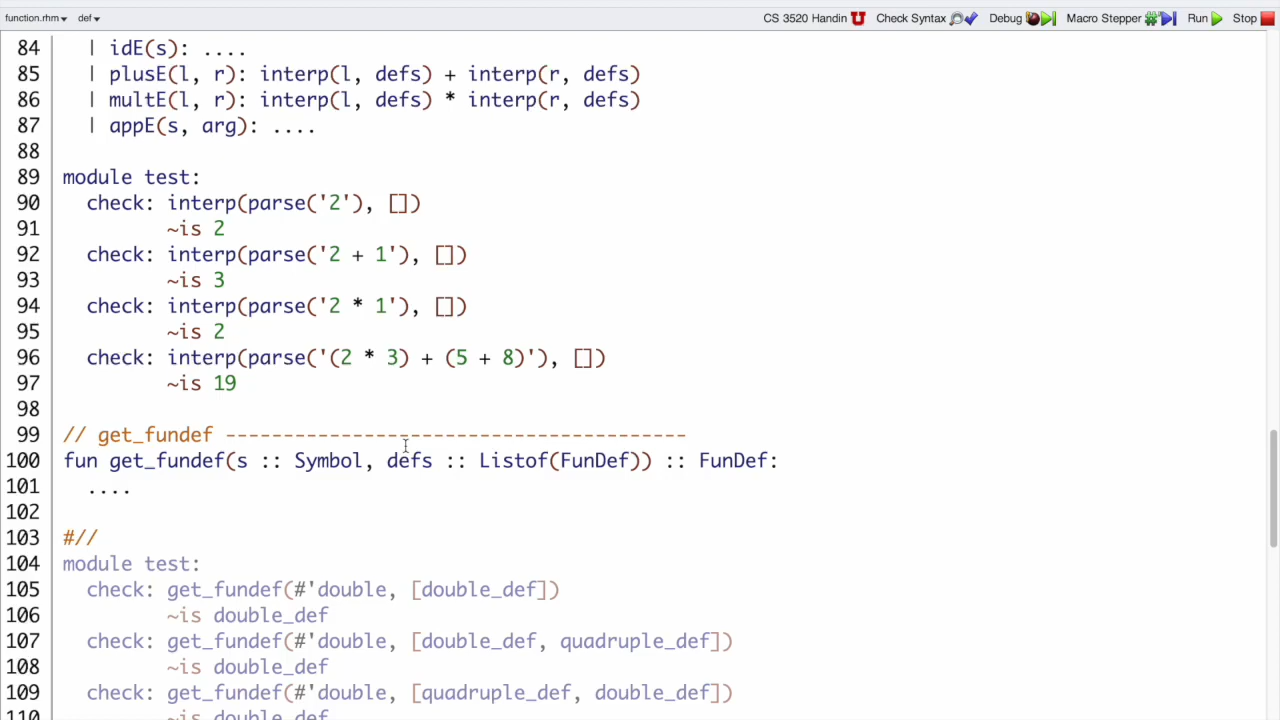 function.rhm▾ def▾ CS 3520 Handin Check Syntax Debug Macro Stepper Run Stop
84 | idE(s): ....
85 | plusE(l, r): interp(l, defs) + interp(r, defs)
86 | multE(l, r): interp(l, defs) * interp(r, defs)
87 | appE(s, arg): ....
88
89 module test:
90 check: interp(parse('2'), [])
91 ~is 2
92 check: interp(parse('2 + 1'), [])
93 ~is 3
94 check: interp(parse('2 * 1'), [])
95 ~is 2
96 check: interp(parse('(2 * 3) + (5 + 8)'), [])
97 ~is 19
98
99 // get_fundef ----------------------------------------
100 fun get_fundef(s :: Symbol, defs :: Listof(FunDef)) :: FunDef:
101 ....
102
103 #//
104 module test:
105 check: get_fundef(#'double, [double_def])
106 ~is double_def
107 check: get_fundef(#'double, [double_def, quadruple_def])
108 ~is double_def
109 check: get_fundef(#'double, [quadruple_def, double_def])
110 ~is double_def